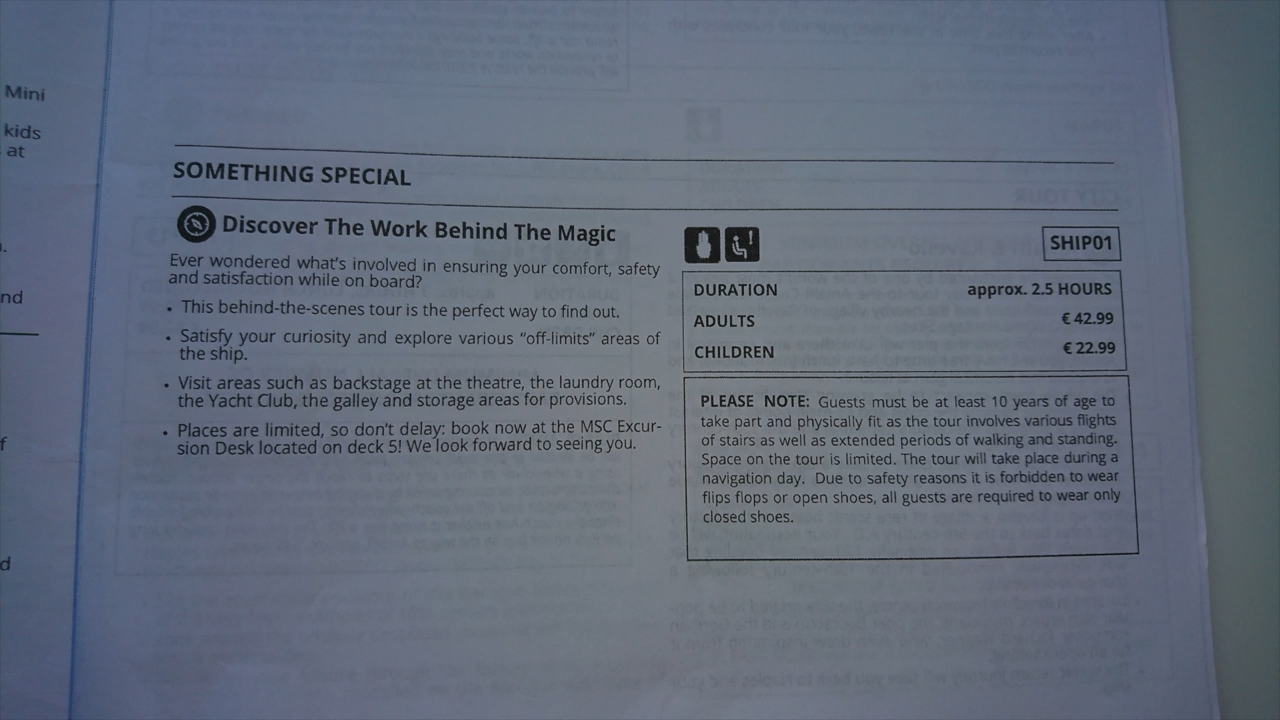 Mini
kids
at
nd
f
d
SOMETHING SPECIAL
Discover The Work Behind The Magic
Ever wondered what's involved in ensuring your comfort, safety
and satisfaction while on board?
• This behind-the-scenes tour is the perfect way to find out.
• Satisfy your curiosity and explore various "off-limits" areas of
the ship.
• Visit areas such as backstage at the theatre, the laundry room,
the Yacht Club, the galley and storage areas for provisions.
• Places are limited, so don't delay: book now at the MSC Excur-
sion Desk located on deck 5! We look forward to seeing you.
SHIP01
DURATION approx. 2.5 HOURS
ADULTS € 42.99
CHILDREN € 22.99
PLEASE NOTE: Guests must be at least 10 years of age to
take part and physically fit as the tour involves various flights
of stairs as well as extended periods of walking and standing.
Space on the tour is limited. The tour will take place during a
navigation day. Due to safety reasons it is forbidden to wear
flips flops or open shoes, all guests are required to wear only
closed shoes.